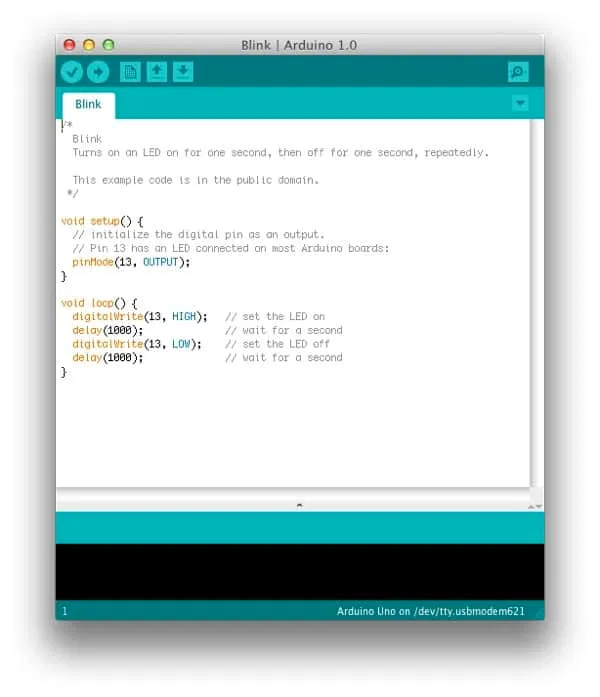 Blink | Arduino 1.0
Blink
/*
  Blink
  Turns on an LED on for one second, then off for one second, repeatedly.

  This example code is in the public domain.
 */

void setup() {
  // initialize the digital pin as an output.
  // Pin 13 has an LED connected on most Arduino boards:
  pinMode(13, OUTPUT);
}

void loop() {
  digitalWrite(13, HIGH);   // set the LED on
  delay(1000);              // wait for a second
  digitalWrite(13, LOW);    // set the LED off
  delay(1000);              // wait for a second
}
1
Arduino Uno on /dev/tty.usbmodem621